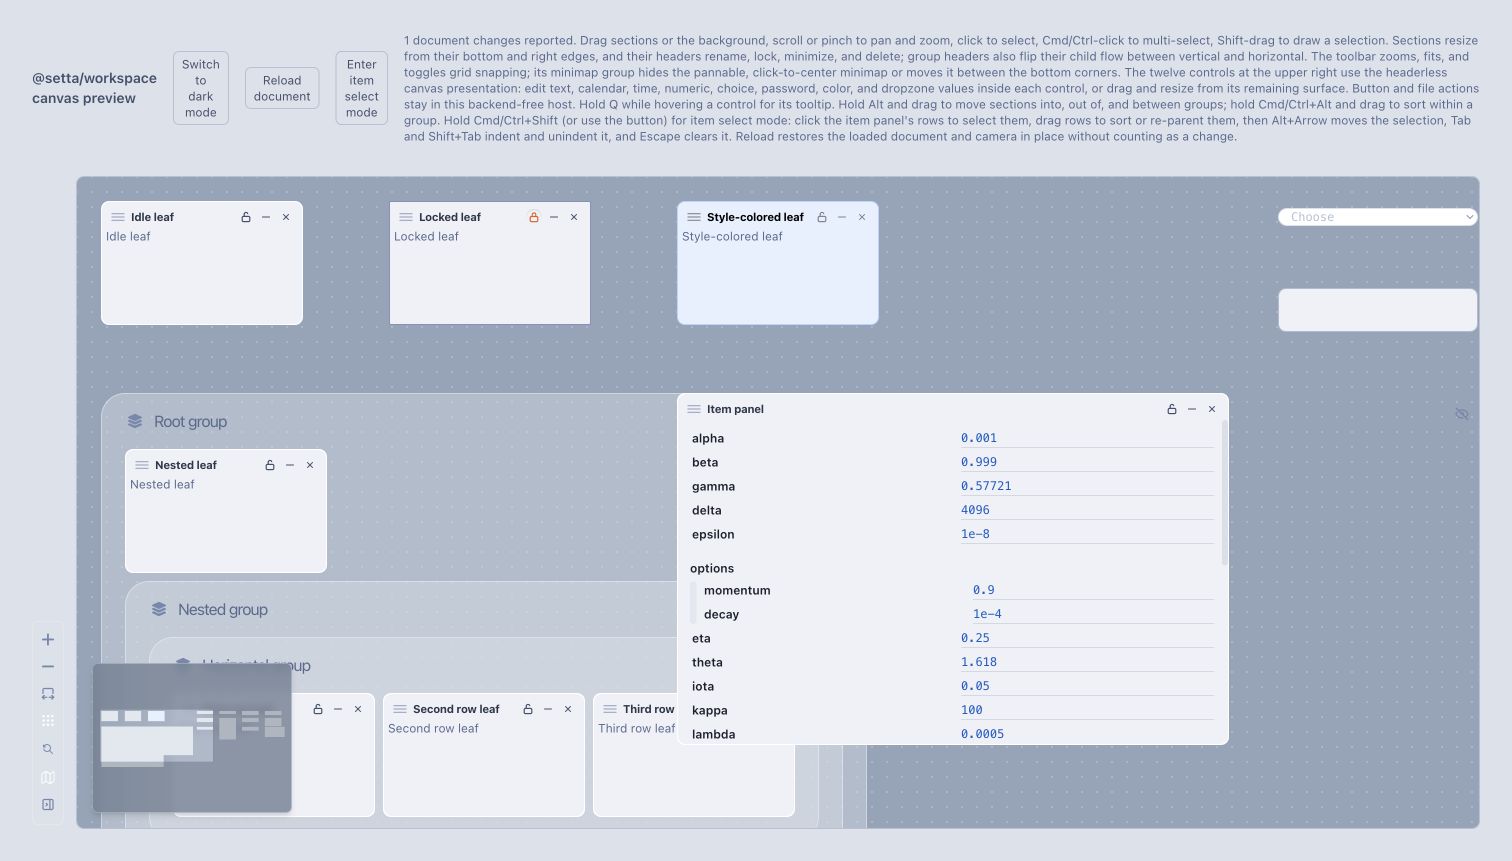 @setta/workspace
canvas preview
Switch
to
dark
mode
Reload
document
Enter
item
select
mode
1 document changes reported. Drag sections or the background, scroll or pinch to pan and zoom, click to select, Cmd/Ctrl-click to multi-select, Shift-drag to draw a selection. Sections resize
from their bottom and right edges, and their headers rename, lock, minimize, and delete; group headers also flip their child flow between vertical and horizontal. The toolbar zooms, fits, and
toggles grid snapping; its minimap group hides the pannable, click-to-center minimap or moves it between the bottom corners. The twelve controls at the upper right use the headerless
canvas presentation: edit text, calendar, time, numeric, choice, password, color, and dropzone values inside each control, or drag and resize from its remaining surface. Button and file actions
stay in this backend-free host. Hold Q while hovering a control for its tooltip. Hold Alt and drag to move sections into, out of, and between groups; hold Cmd/Ctrl+Alt and drag to sort within a
group. Hold Cmd/Ctrl+Shift (or use the button) for item select mode: click the item panel's rows to select them, drag rows to sort or re-parent them, then Alt+Arrow moves the selection, Tab
and Shift+Tab indent and unindent it, and Escape clears it. Reload restores the loaded document and camera in place without counting as a change.
Idle leaf
Idle leaf
Locked leaf
Locked leaf
Style-colored leaf
Style-colored leaf
Choose
Root group
Nested leaf
Nested leaf
Nested group
Horizontal group
Second row leaf
Second row leaf
Third row
Third row leaf
Item panel
alpha 0.001
beta 0.999
gamma 0.57721
delta 4096
epsilon 1e-8
options
momentum 0.9
decay 1e-4
eta 0.25
theta 1.618
iota 0.05
kappa 100
lambda 0.0005